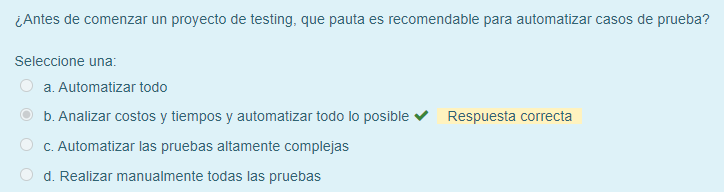 ¿Antes de comenzar un proyecto de testing, que pauta es recomendable para automatizar casos de prueba?
Seleccione una:
a. Automatizar todo
b. Analizar costos y tiempos y automatizar todo lo posible ✔ Respuesta correcta
c. Automatizar las pruebas altamente complejas
d. Realizar manualmente todas las pruebas